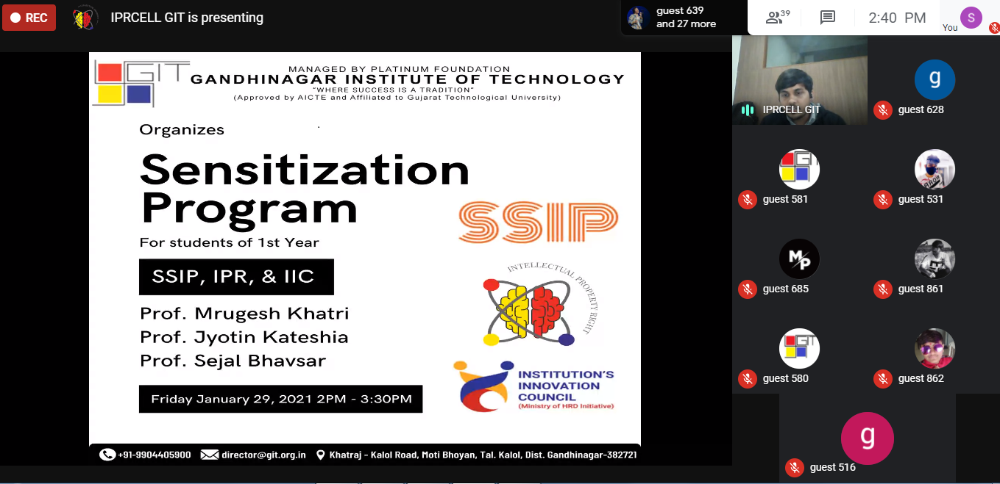 REC
IPRCELL GIT is presenting
guest 639
and 27 more
39
2:40 PM
You
S
GIT
MANAGED BY PLATINUM FOUNDATION
GANDHINAGAR INSTITUTE OF TECHNOLOGY
"WHERE SUCCESS IS A TRADITION"
(Approved by AICTE and Affiliated to Gujarat Technological University)
Organizes
Sensitization
Program
For students of 1st Year
SSIP, IPR, & IIC
Prof. Mrugesh Khatri
Prof. Jyotin Kateshia
Prof. Sejal Bhavsar
Friday January 29, 2021 2PM - 3:30PM
SSIP
INTELLECTUAL PROPERTY RIGHT
INSTITUTION'S
INNOVATION
COUNCIL
(Ministry of HRD Initiative)
+91-9904405900 director@git.org.in Khatraj - Kalol Road, Moti Bhoyan, Tal. Kalol, Dist. Gandhinagar-382721
IPRCELL GIT
g
guest 628
GIT
guest 581
guest 531
MP
guest 685
guest 861
GIT
guest 580
guest 862
g
guest 516